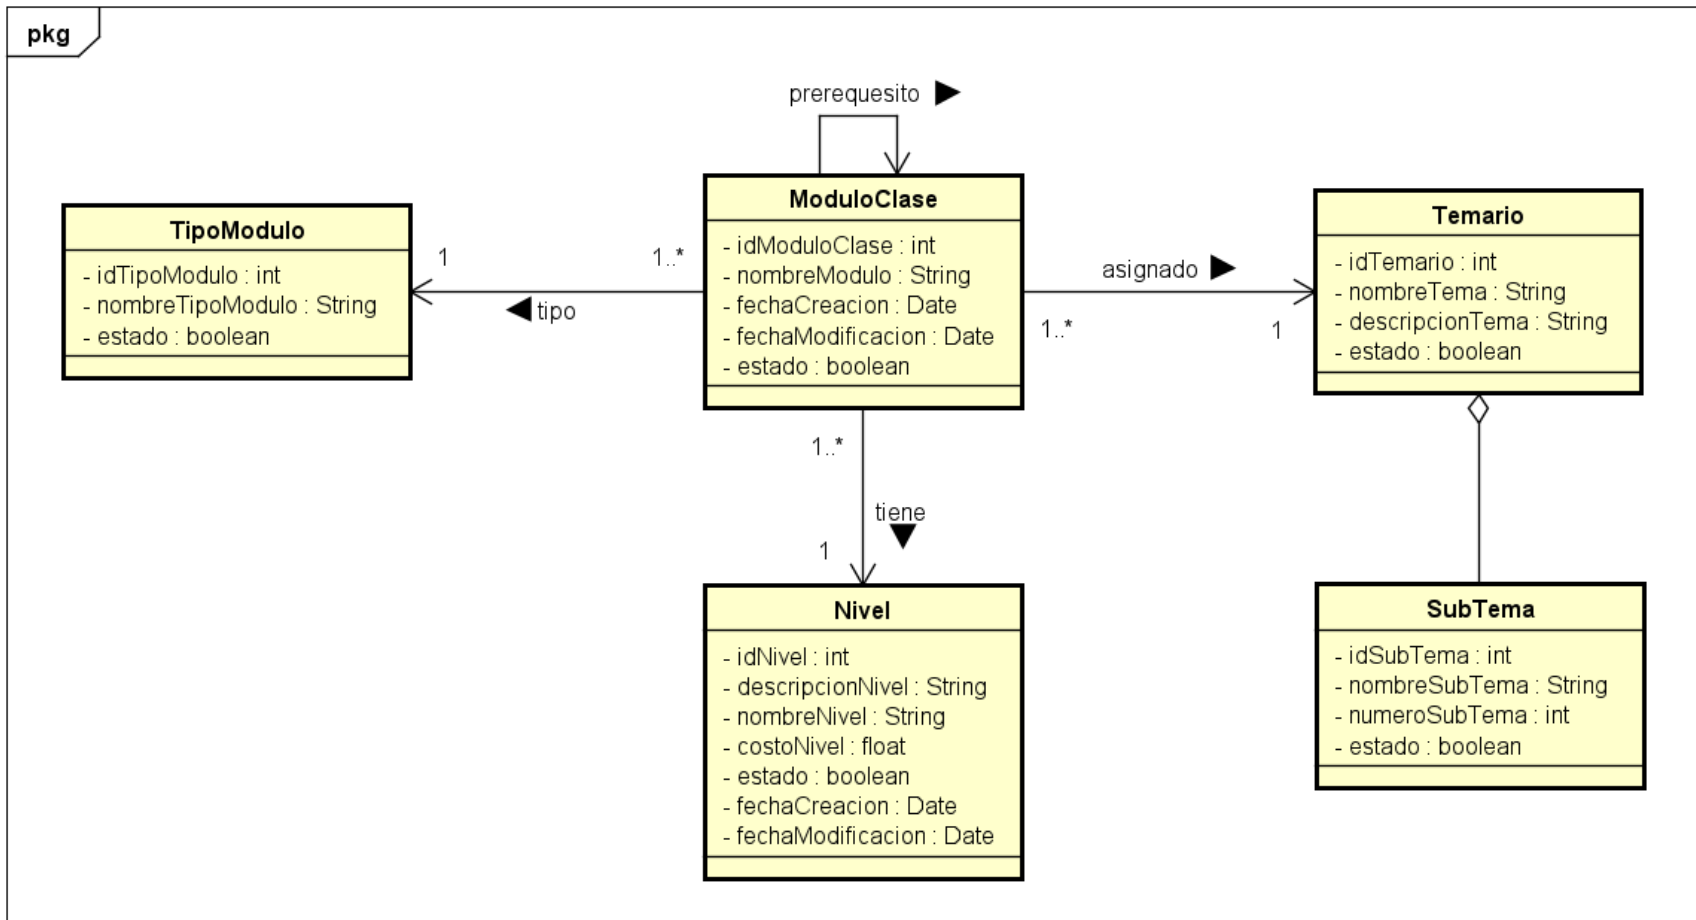 pkg
prerequesito
TipoModulo
- idTipoModulo : int
- nombreTipoModulo : String
- estado : boolean
1
1..*
tipo
ModuloClase
- idModuloClase : int
- nombreModulo : String
- fechaCreacion : Date
- fechaModificacion : Date
- estado : boolean
asignado
1..*
1
Temario
- idTemario : int
- nombreTema : String
- descripcionTema : String
- estado : boolean
1..*
tiene
1
Nivel
- idNivel : int
- descripcionNivel : String
- nombreNivel : String
- costoNivel : float
- estado : boolean
- fechaCreacion : Date
- fechaModificacion : Date
SubTema
- idSubTema : int
- nombreSubTema : String
- numeroSubTema : int
- estado : boolean